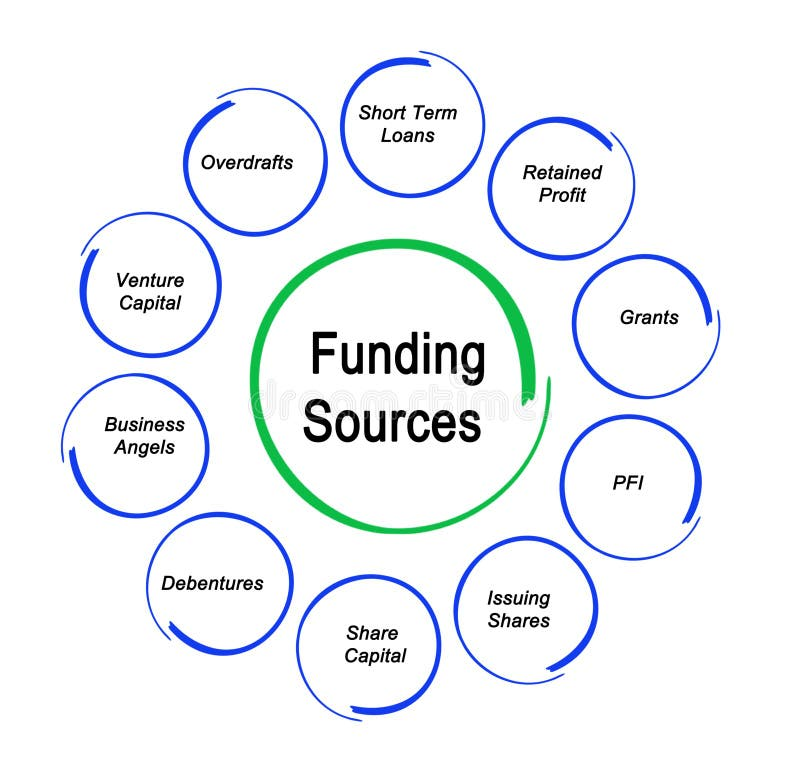 Funding
Sources
Short Term
Loans
Retained
Profit
Grants
PFI
Issuing
Shares
Share
Capital
Debentures
Business
Angels
Venture
Capital
Overdrafts
dreamstime